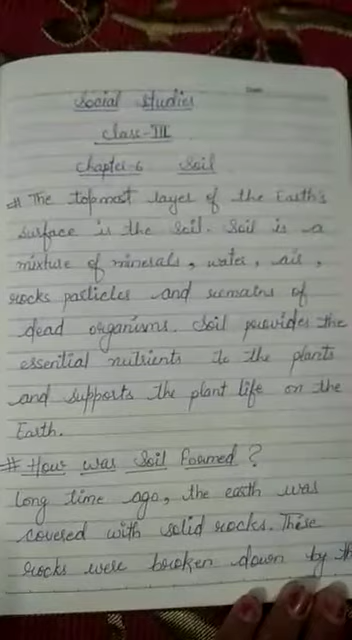 Social Studies
Class-III
Chapter-6 Soil
# The topmost layer of the Earth's
surface is the soil. Soil is a
mixture of minerals, water, air,
rocks particles and remains of
dead organisms. Soil provides the
essential nutrients to the plants
and supports the plant life on the
Earth.
# How was Soil Formed?
Long time ago, the earth was
covered with solid rocks. These
rocks were broken down by th